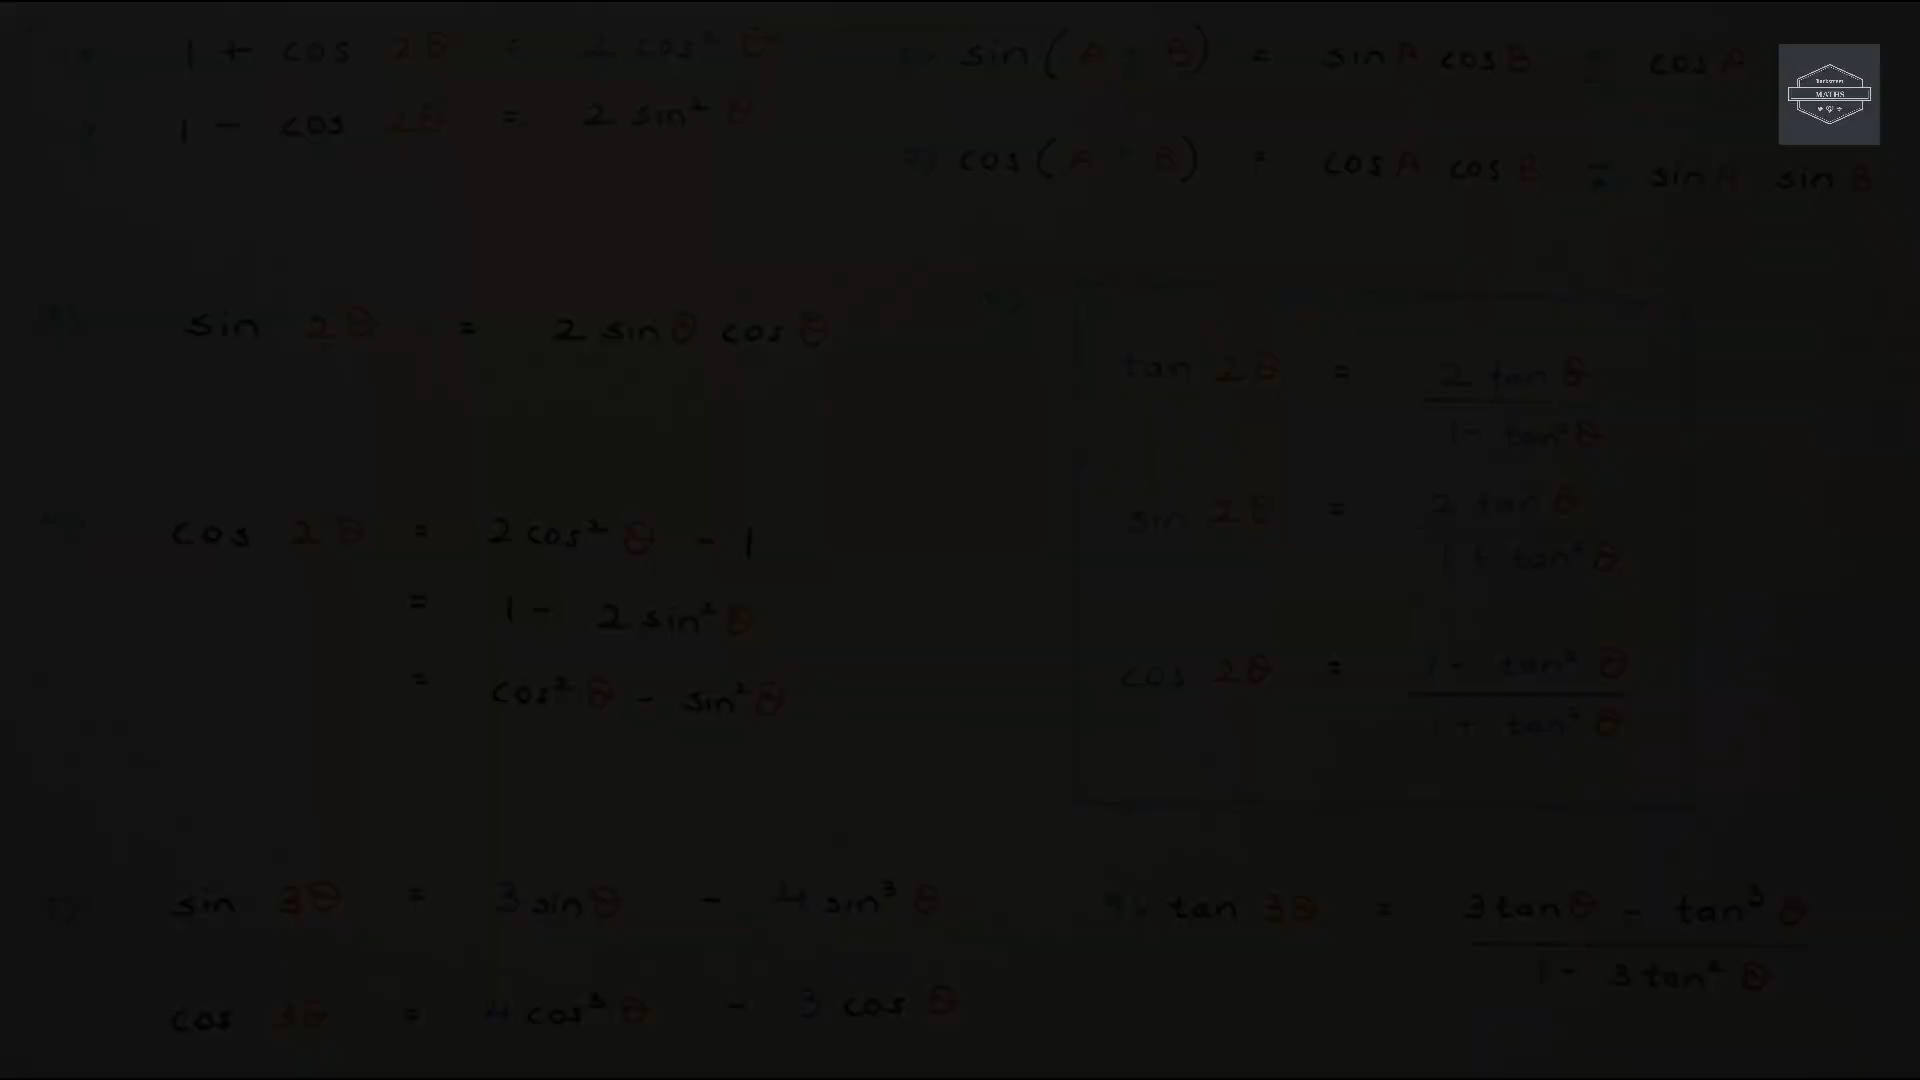 1 + cos 2θ = 2 cos² θ
1 - cos 2θ = 2 sin² θ
sin 2θ = 2 sin θ cos θ
cos 2θ = 2 cos² θ - 1
= 1 - 2 sin² θ
= cos² θ - sin² θ
sin 3θ = 3 sin θ - 4 sin³ θ
cos 3θ = 4 cos³ θ - 3 cos θ
sin(A B) = sin A cos B cos A
cos(A B) = cos A cos B sin A sin B
tan 2θ = 2 tan θ
1 - tan² θ
sin 2θ = 2 tan θ
1 + tan² θ
cos 2θ = 1 - tan² θ
1 + tan² θ
tan 3θ = 3 tan θ - tan³ θ
1 - 3 tan² θ
MATHS